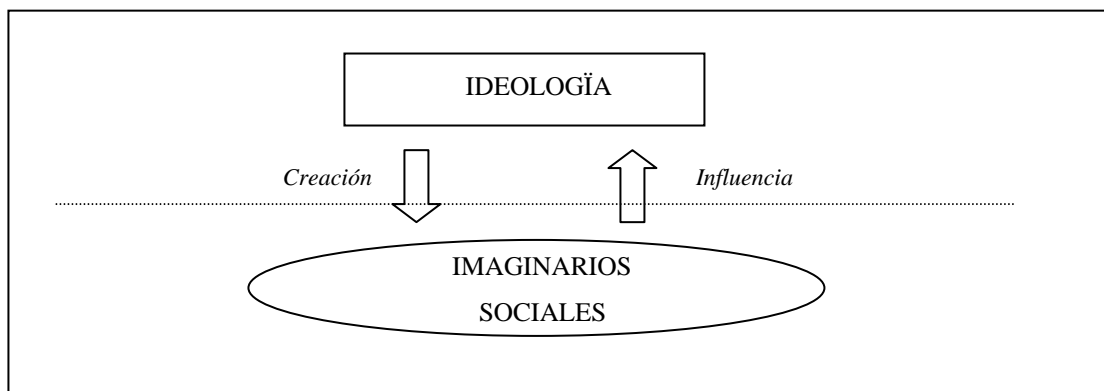 IDEOLOGÏA
Creación
Influencia
IMAGINARIOS
SOCIALES